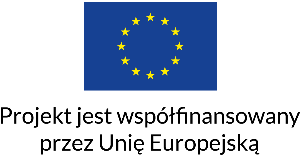 Projekt jest współfinansowany
przez Unię Europejską